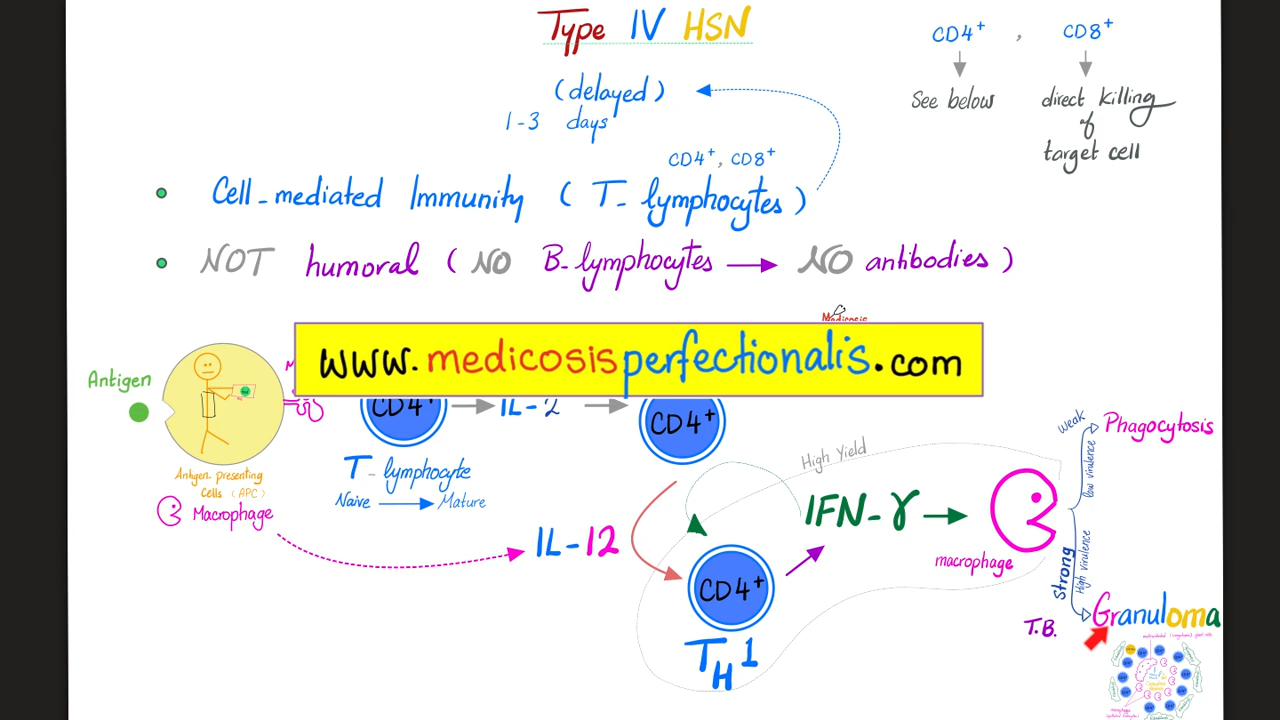 Type IV HSN
CD4+ , CD8+
(delayed)
1-3 days
See below
direct killing
of
target cell
CD4+, CD8+
Cell-mediated Immunity ( T- lymphocytes )
NOT humoral ( NO B-lymphocytes → NO antibodies )
Medicosis
www.medicosisperfectionalis.com
Antigen
CD4+ → IL-2 → CD4+
Antigen-presenting
Cells (APC)
Macrophage
T - lymphocyte
Naive → Mature
High Yield
IL-12
IFN-γ →
macrophage
CD4+
TH1
weak
low virulence
Phagocytosis
Strong
High virulence
T.B.
Granuloma